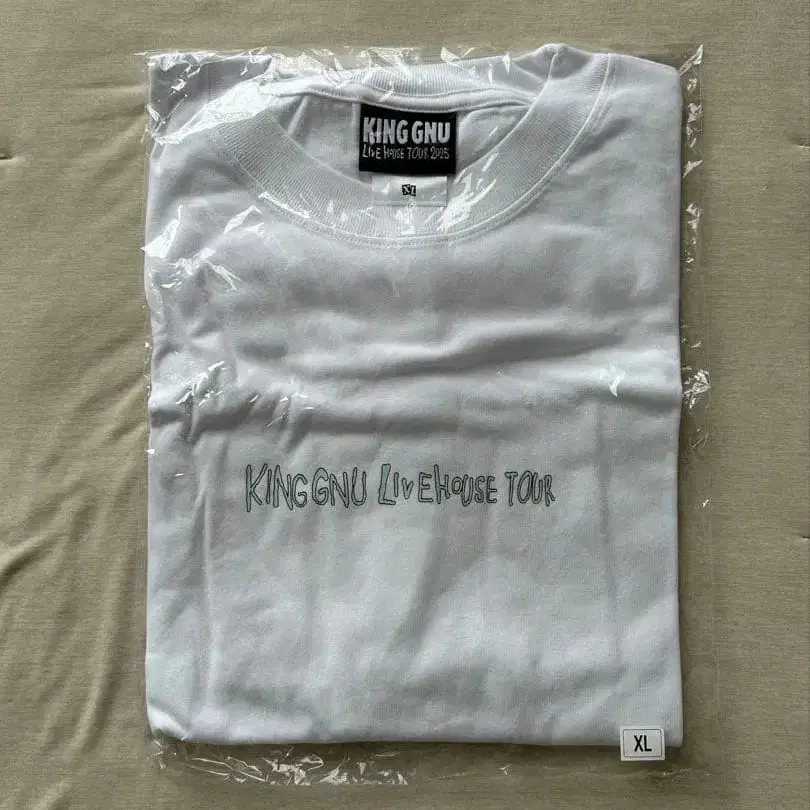 KING GNU
LIVE HOUSE TOUR 2025
XL
KING GNU LIVEHOUSE TOUR
XL